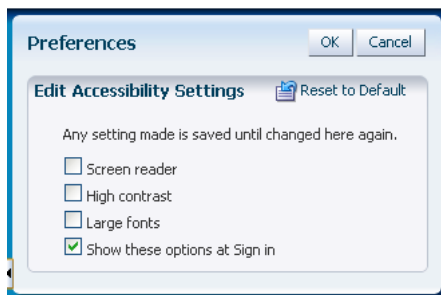 Preferences
OK
Cancel
Edit Accessibility Settings
Reset to Default
Any setting made is saved until changed here again.
Screen reader
High contrast
Large fonts
Show these options at Sign in